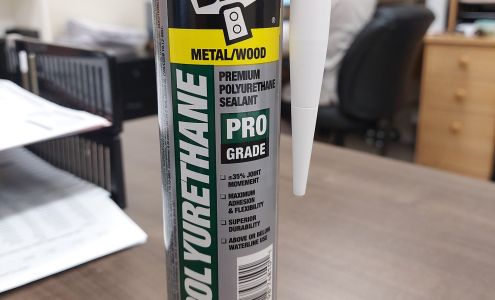 METAL/WOOD
PREMIUM
POLYURETHANE
SEALANT
PRO
GRADE
±35% JOINT
MOVEMENT
MAXIMUM
ADHESION
& FLEXIBILITY
SUPERIOR
DURABILITY
ABOVE OR BELOW
WATERLINE USE
POLYURETHANE